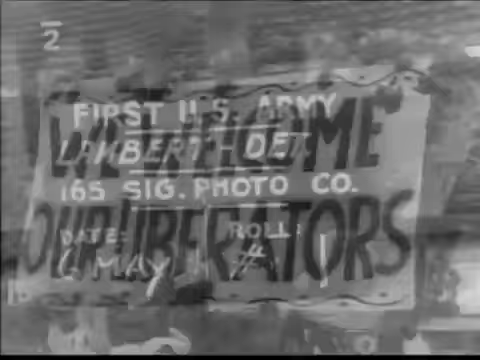 2
FIRST U.S. ARMY
WELCOME
LAMBERT - DET.
165 SIG. PHOTO CO.
OUR LIBERATORS
DATE: ROLL:
6 MAY # 1